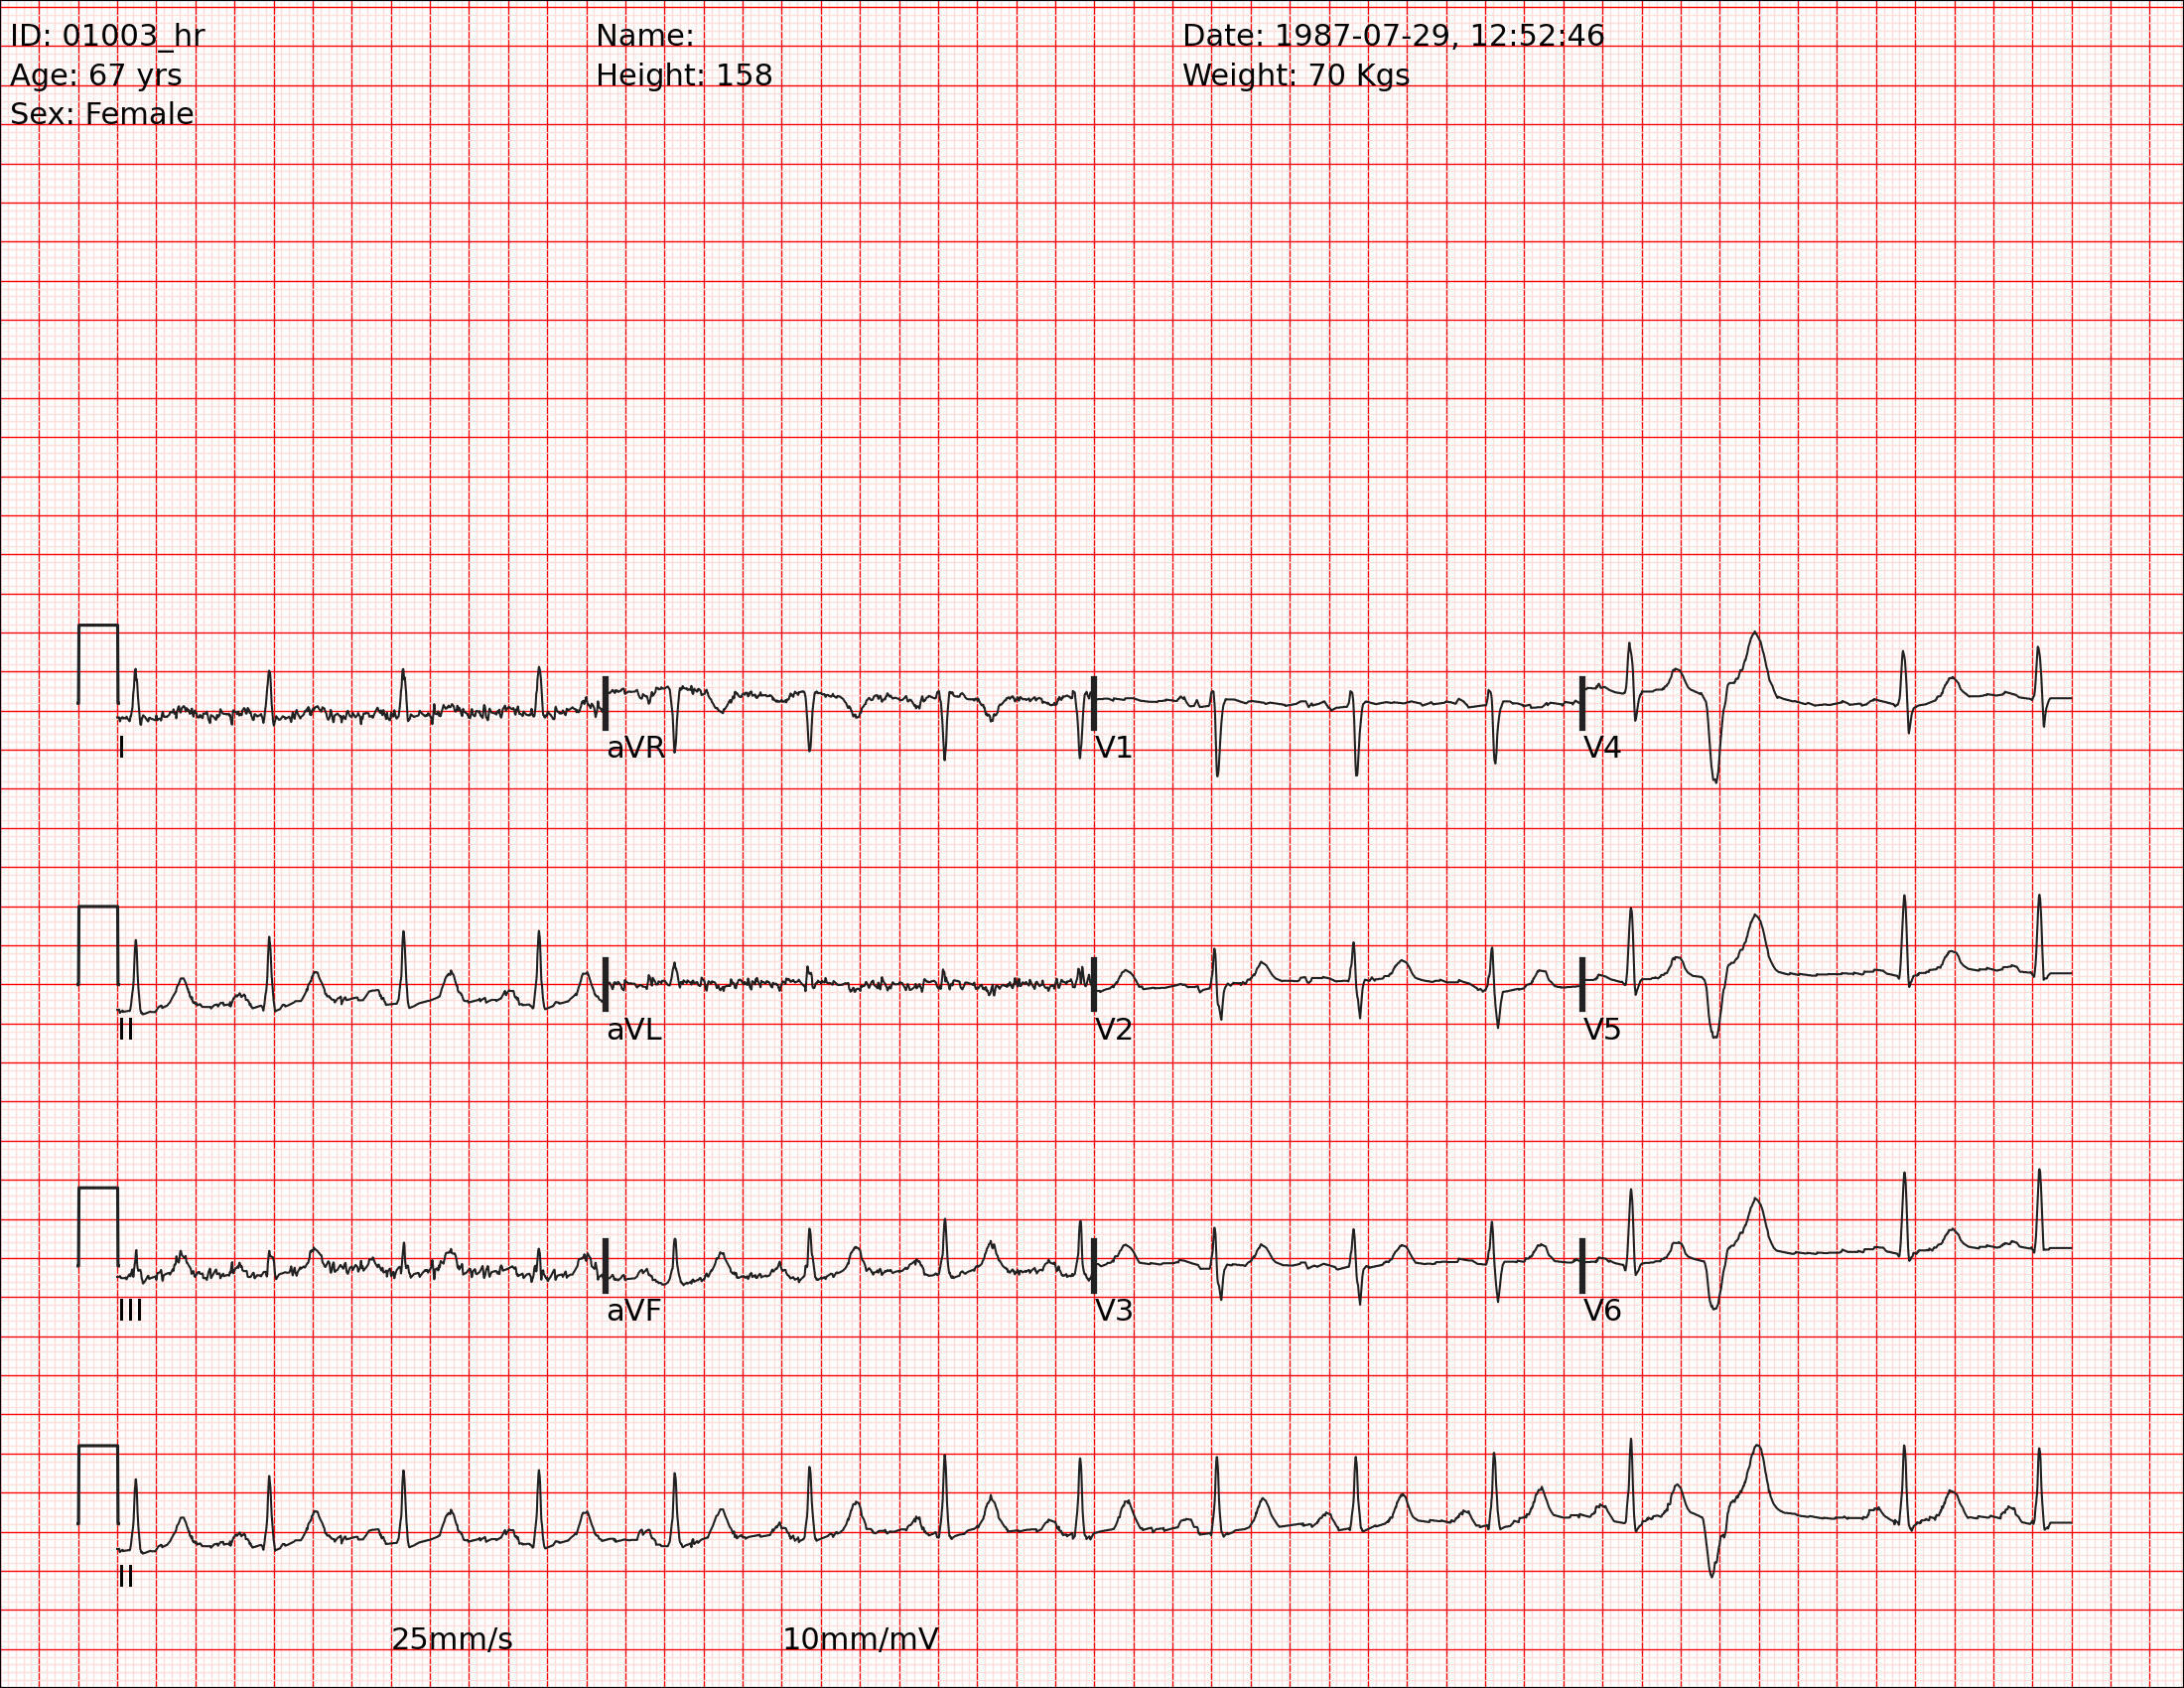 ID: 01003_hr
Name:
Date: 1987-07-29, 12:52:46
Age: 67 yrs
Height: 158
Weight: 70 Kgs
Sex: Female
I
aVR
V1
V4
II
aVL
V2
V5
III
aVF
V3
V6
II
25mm/s
10mm/mV